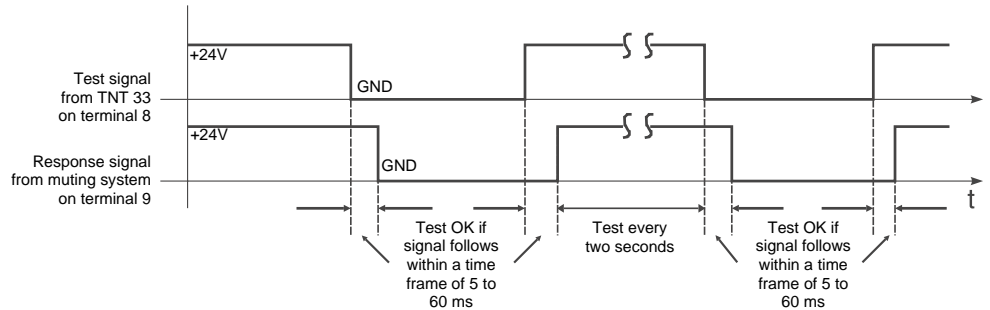 +24V
Test signal
from TNT 33
on terminal 8
GND
+24V
Response signal
from muting system
on terminal 9
GND
t
Test OK if
signal follows
within a time
frame of 5 to
60 ms
Test every
two seconds
Test OK if
signal follows
within a time
frame of 5 to
60 ms